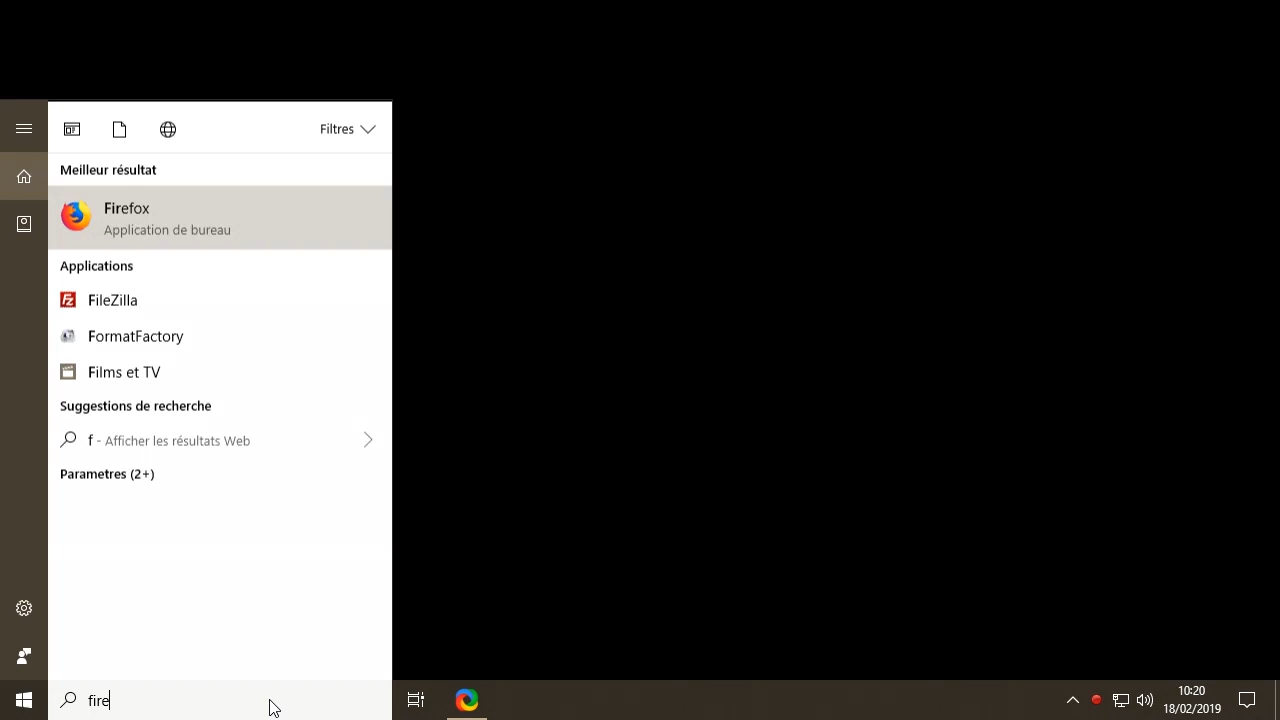 Filtres
Meilleur résultat
Firefox
Application de bureau
Applications
FileZilla
FormatFactory
Films et TV
Suggestions de recherche
f - Afficher les résultats Web
Parametres (2+)
fire
10:20
18/02/2019